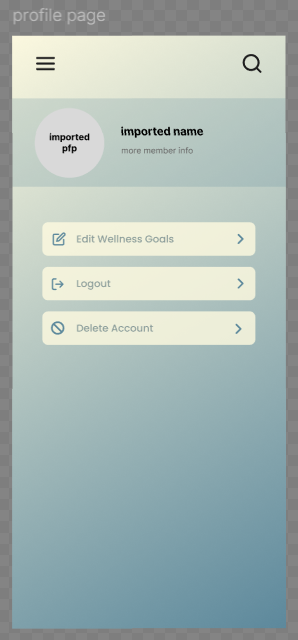 profile page
imported
pfp
imported name
more member info
Edit Wellness Goals
Logout
Delete Account